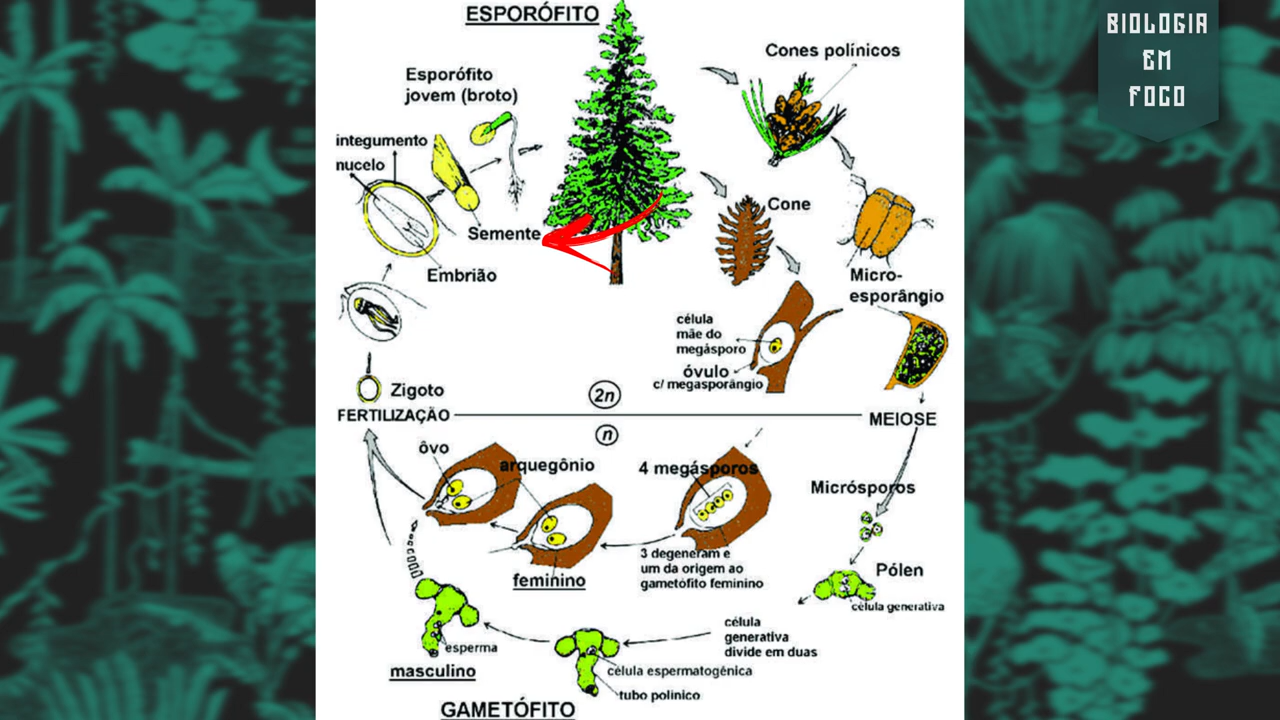 ESPORÓFITO
BIOLOGIA
EM
FOCO
Cones polínicos
Esporófito
jovem (broto)
integumento
nucelo
Semente
Embrião
Cone
Micro-
esporângio
célula
mãe do
megásporo
óvulo
c/ megasporângio
Zigoto
2n
FERTILIZAÇÃO
MEIOSE
n
ôvo
arquegônio
4 megásporos
Micrósporos
3 degeneram e
um da origem ao
gametófito feminino
feminino
Pólen
célula generativa
célula
generativa
divide em duas
esperma
masculino
célula espermatogénica
tubo polínico
GAMETÓFITO